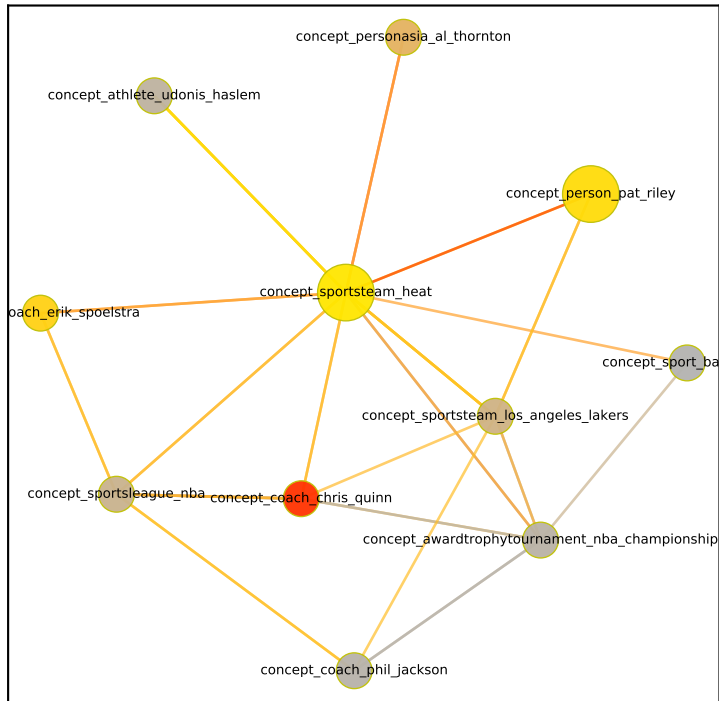 concept_personasia_al_thornton
concept_athlete_udonis_haslem
concept_person_pat_riley
concept_sportsteam_heat
oach_erik_spoelstra
concept_sport_ba
concept_sportsteam_los_angeles_lakers
concept_sportsleague_nba
concept_coach_chris_quinn
concept_awardtrophytournament_nba_championship
concept_coach_phil_jackson